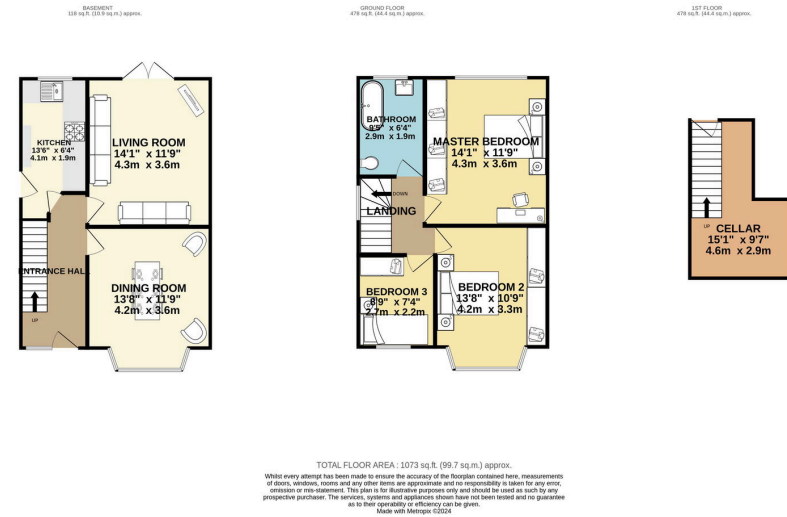 BASEMENT
118 sq.ft. (10.9 sq.m.) approx.
GROUND FLOOR
478 sq.ft. (44.4 sq.m.) approx.
1ST FLOOR
478 sq.ft. (44.4 sq.m.) approx.
KITCHEN
13'6" x 6'4"
4.1m x 1.9m
LIVING ROOM
14'1" x 11'9"
4.3m x 3.6m
ENTRANCE HALL
UP
DINING ROOM
13'8" x 11'9"
4.2m x 3.6m
BATHROOM
9'5" x 6'4"
2.9m x 1.9m
MASTER BEDROOM
14'1" x 11'9"
4.3m x 3.6m
DOWN
LANDING
BEDROOM 3
8'9" x 7'4"
2.7m x 2.2m
BEDROOM 2
13'8" x 10'9"
4.2m x 3.3m
UP
CELLAR
15'1" x 9'7"
4.6m x 2.9m
TOTAL FLOOR AREA : 1073 sq.ft. (99.7 sq.m.) approx.
Whilst every attempt has been made to ensure the accuracy of the floorplan contained here, measurements
of doors, windows, rooms and any other items are approximate and no responsibility is taken for any error,
omission or mis-statement. This plan is for illustrative purposes only and should be used as such by any
prospective purchaser. The services, systems and appliances shown have not been tested and no guarantee
as to their operability or efficiency can be given.
Made with Metropix ©2024